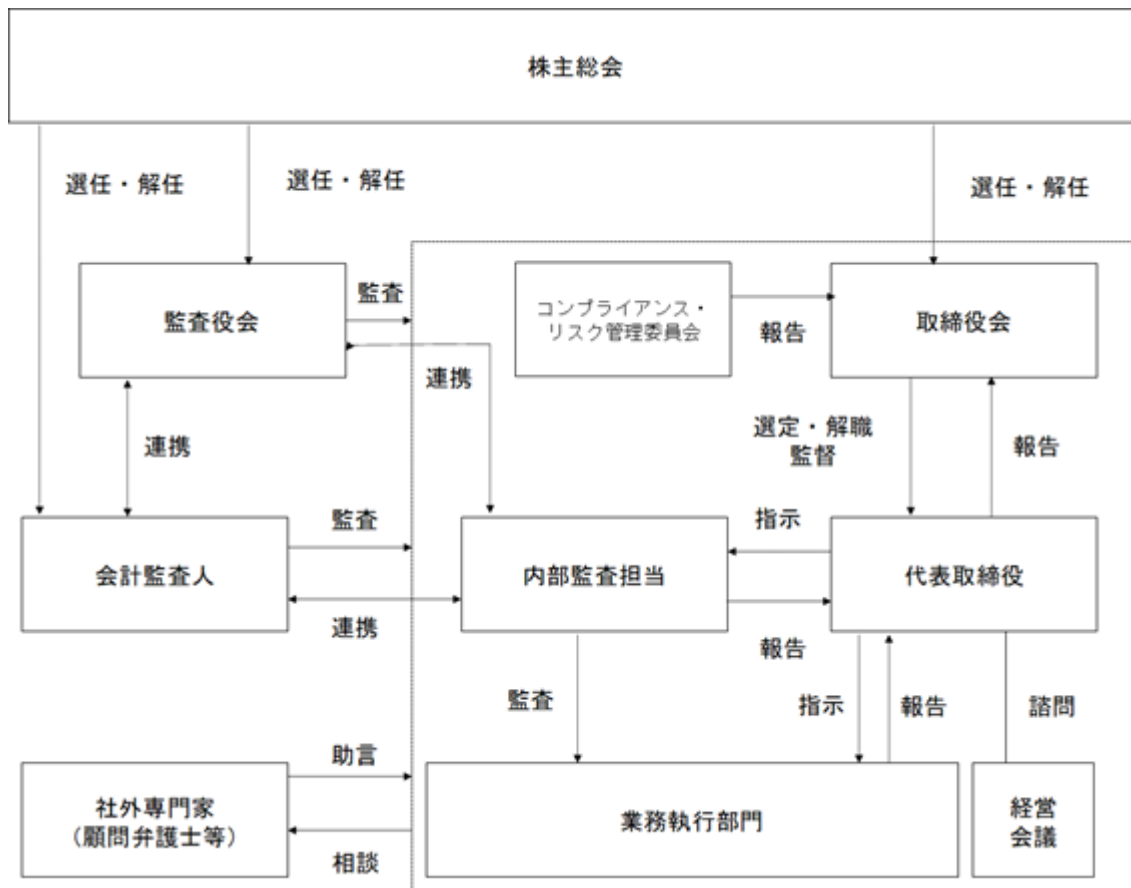 株主総会
選任・解任
選任・解任
選任・解任
監査役会
監査
コンプライアンス・
リスク管理委員会
報告
取締役会
連携
連携
選定・解職
監督
報告
会計監査人
監査
連携
内部監査担当
指示
報告
代表取締役
監査
指示
報告
諮問
社外専門家
（顧問弁護士等）
助言
相談
業務執行部門
経営
会議